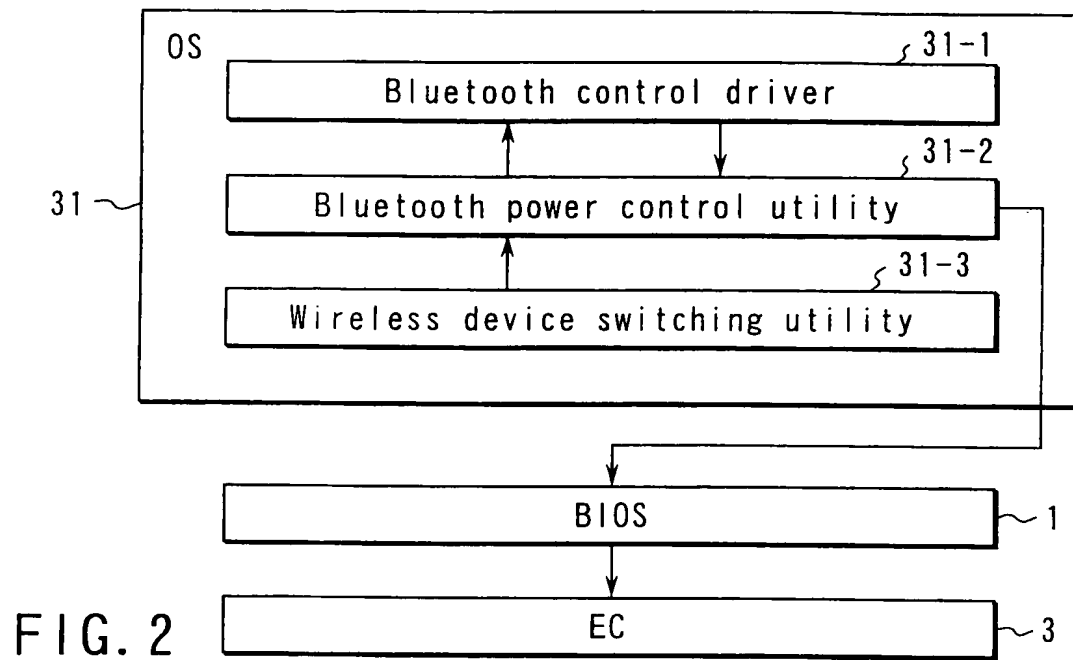 OS
31-1
Bluetooth control driver
31-2
31
Bluetooth power control utility
31-3
Wireless device switching utility
BIOS
1
EC
3
FIG. 2